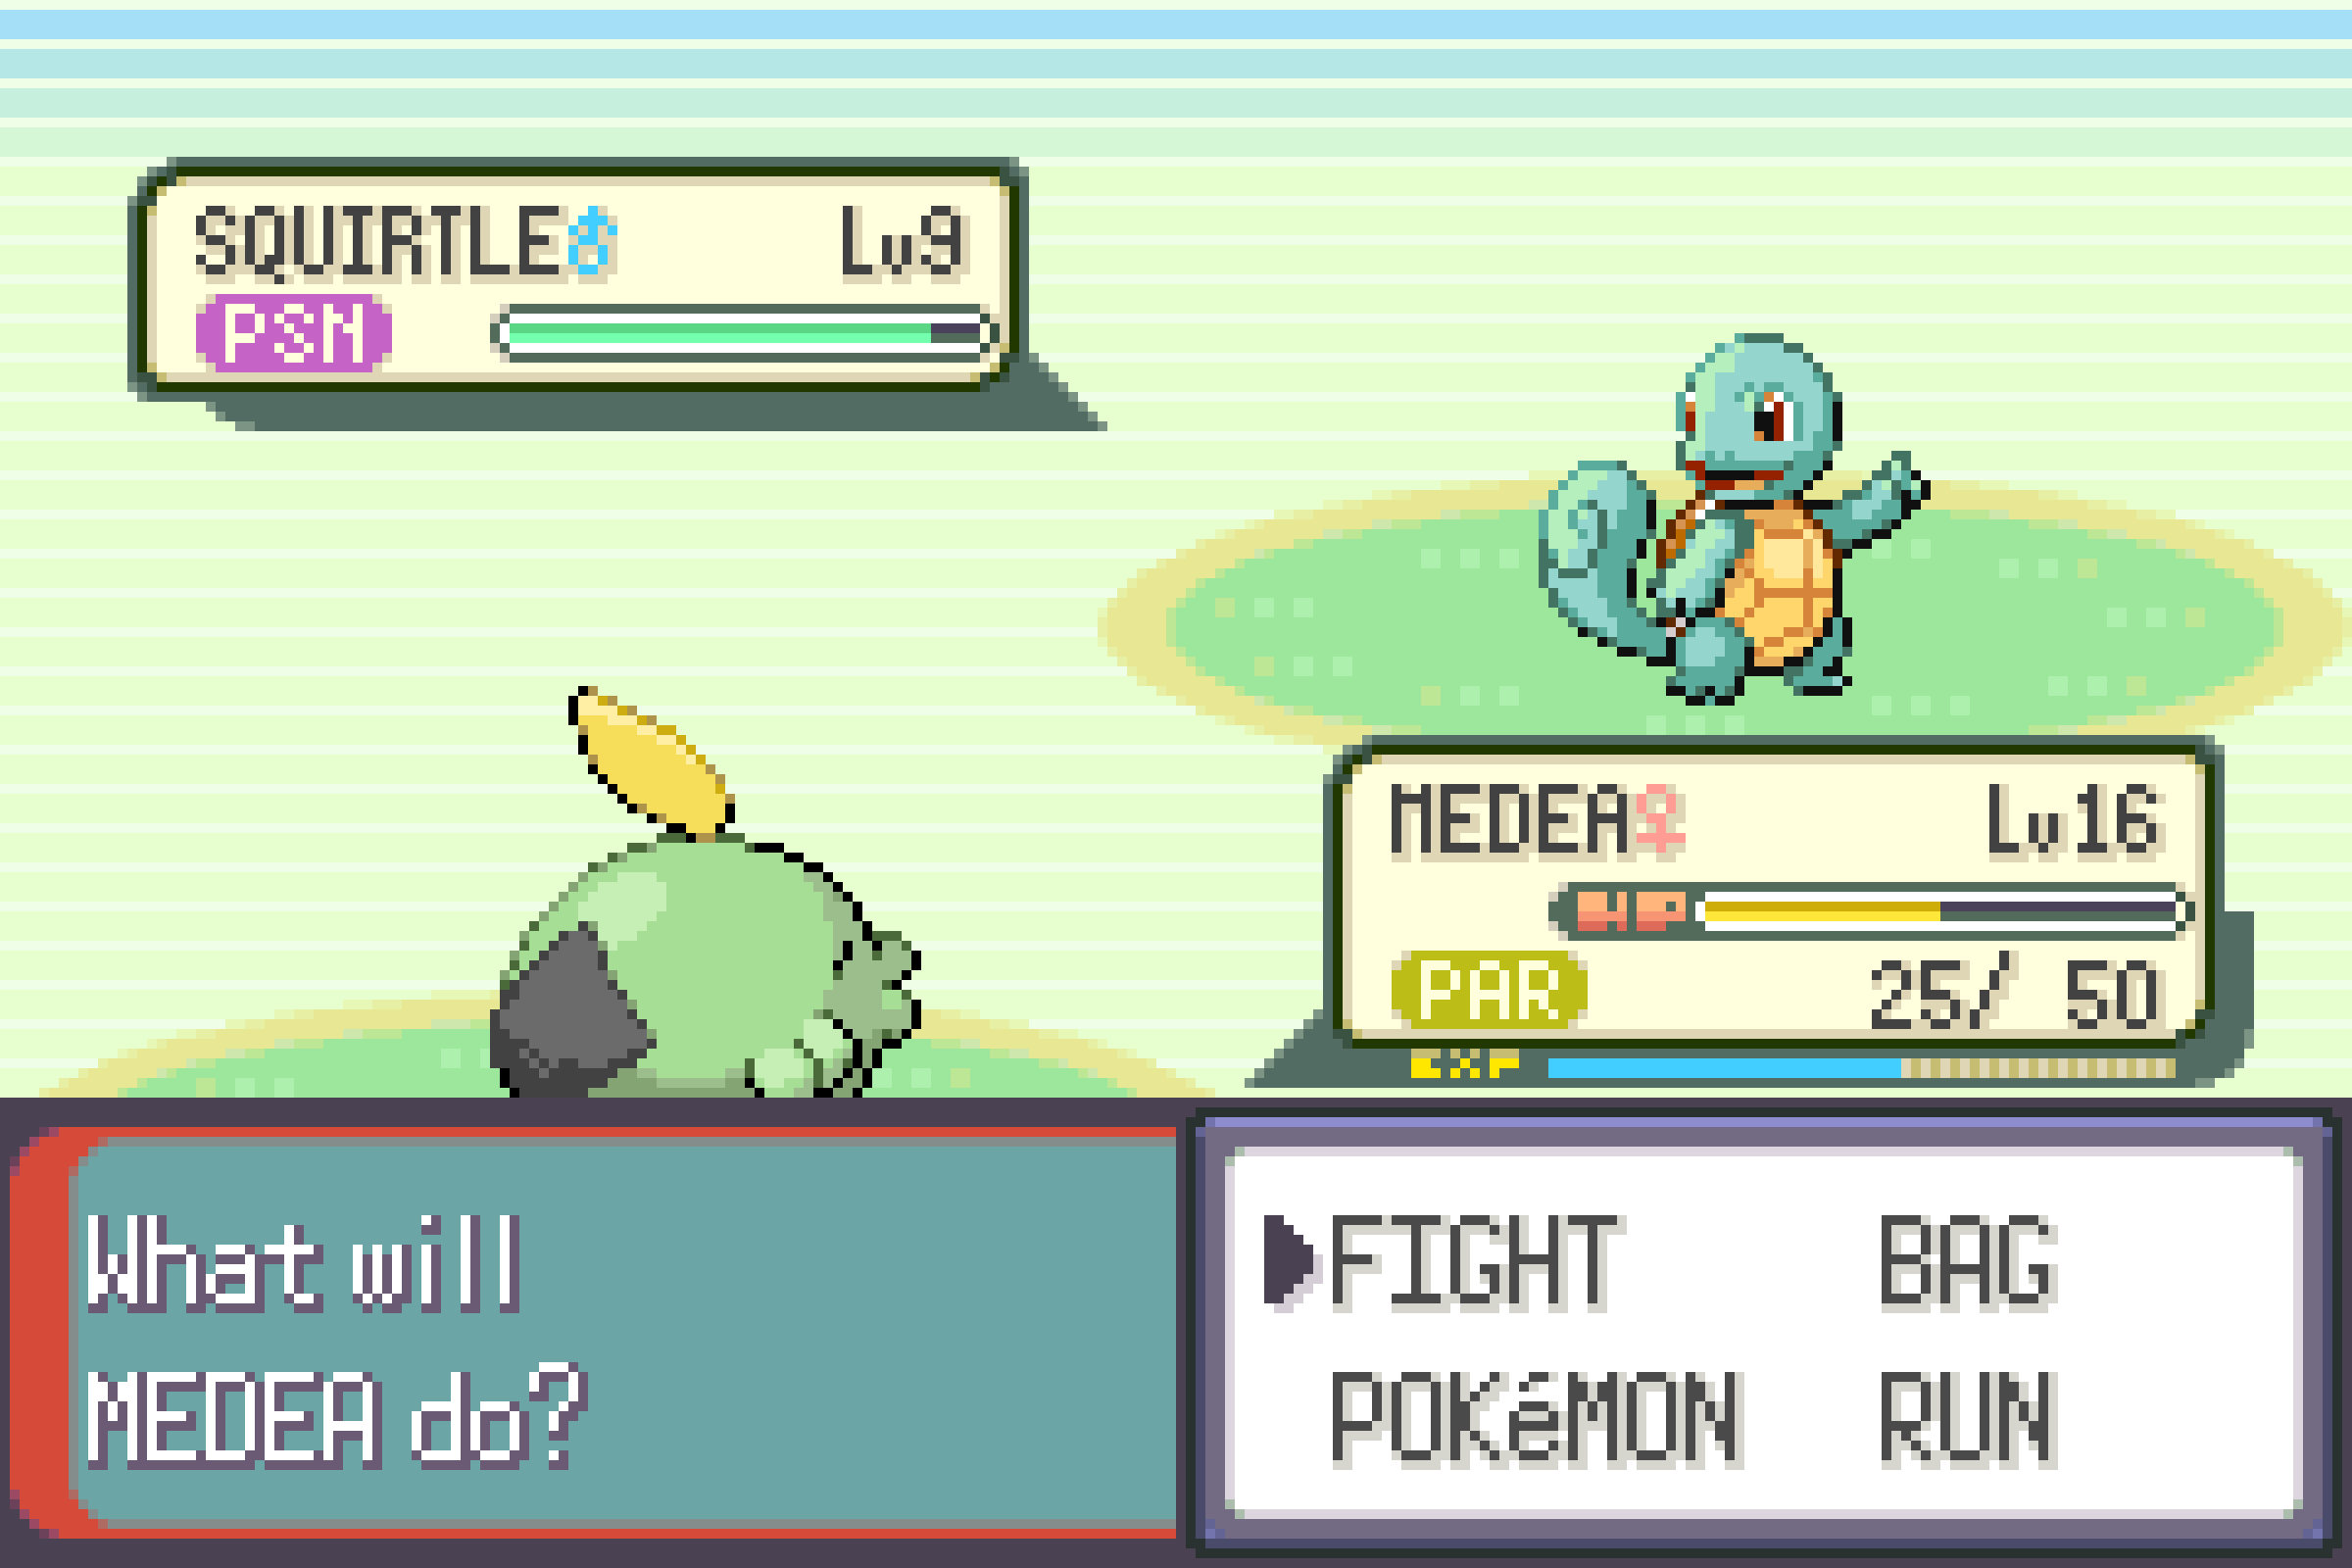 SQUIRTLE♂ Lv9
PSN
MEDEA♀ Lv16
HP
PAR 25/ 50
EXP
What will
MEDEA do?
▶FIGHT BAG
POKéMON RUN